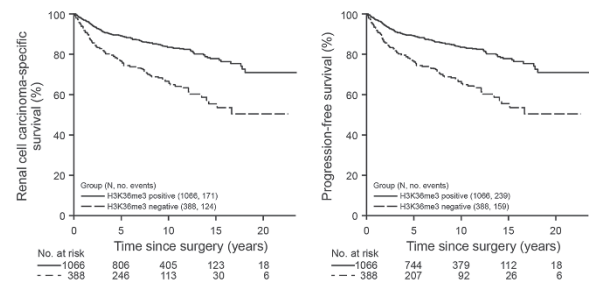 Renal cell carcinoma-specific
survival (%)
100
80
60
40
20
0
Group (N, no. events)
H3K36me3 positive (1066, 171)
H3K36me3 negative (388, 124)
0 5 10 15 20
Time since surgery (years)
No. at risk
1066 806 405 123 18
388 246 113 30 6
Progression-free survival (%)
100
80
60
40
20
0
Group (N, no. events)
H3K36me3 positive (1066, 239)
H3K36me3 negative (388, 159)
0 5 10 15 20
Time since surgery (years)
No. at risk
1066 744 379 112 18
388 207 92 26 6